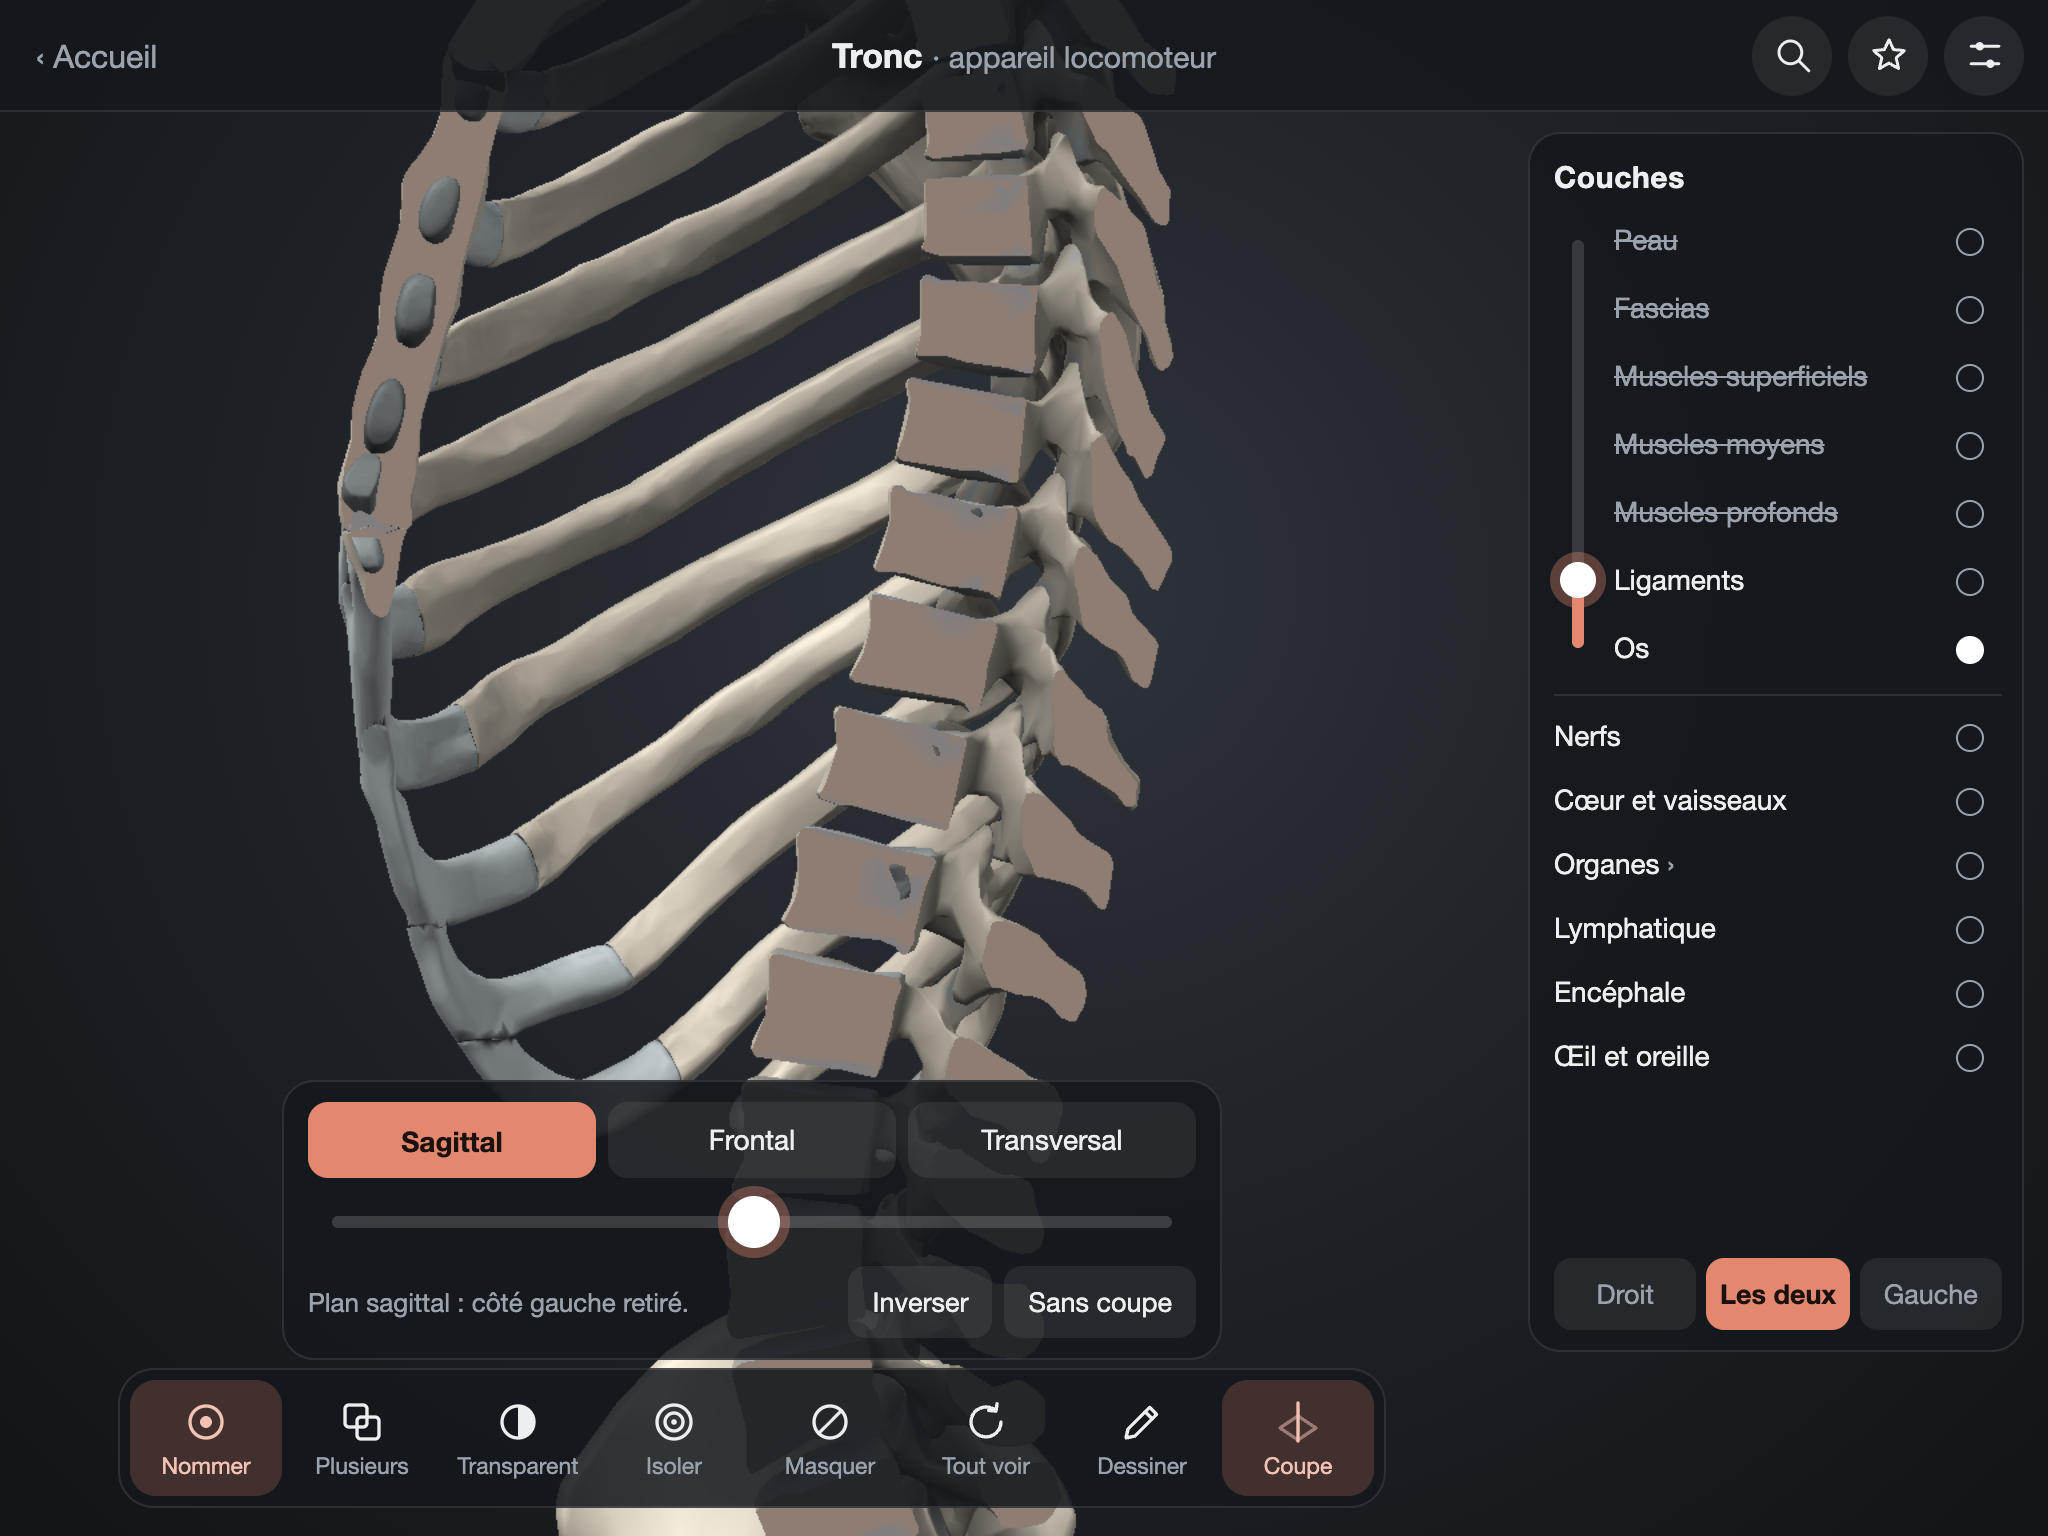 ‹ Accueil
Tronc · appareil locomoteur
Couches
Peau
Fascias
Muscles superficiels
Muscles moyens
Muscles profonds
Ligaments
Os
Nerfs
Cœur et vaisseaux
Organes ›
Lymphatique
Encéphale
Œil et oreille
Droit
Les deux
Gauche
Sagittal
Frontal
Transversal
Plan sagittal : côté gauche retiré.
Inverser
Sans coupe
Nommer
Plusieurs
Transparent
Isoler
Masquer
Tout voir
Dessiner
Coupe